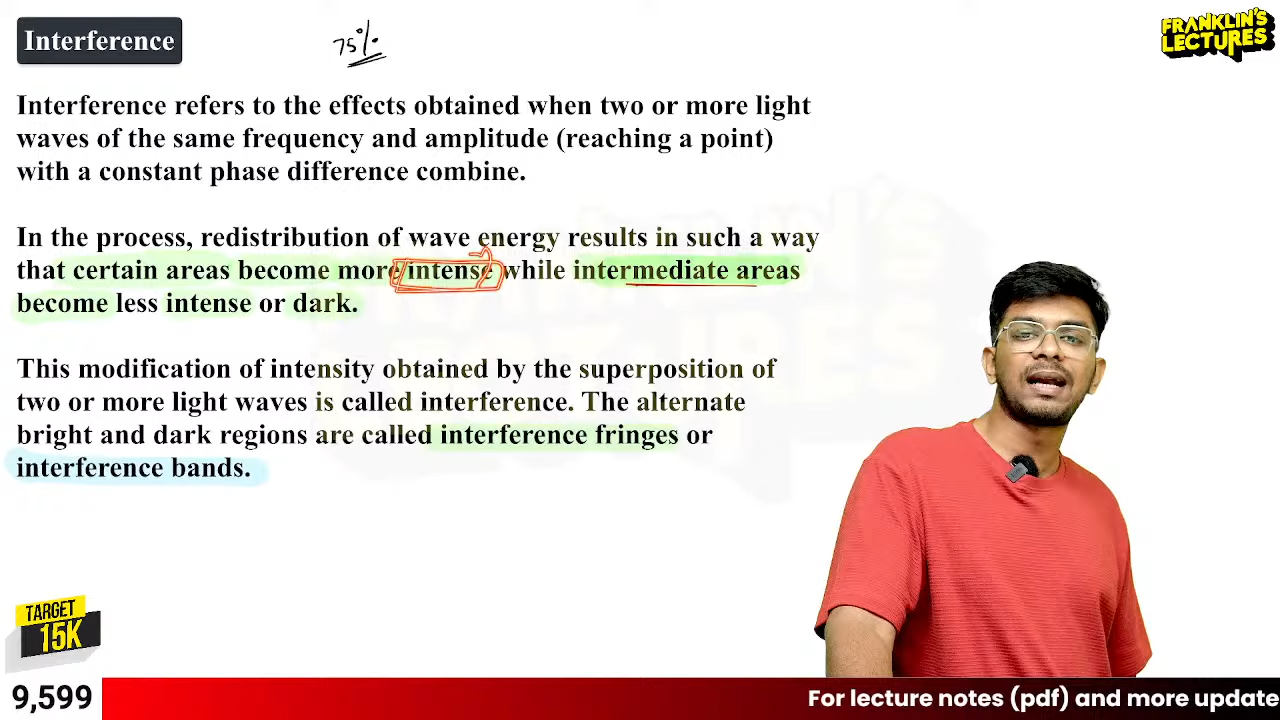 Interference
75%
FRANKLIN'S
LECTURES
Interference refers to the effects obtained when two or more light
waves of the same frequency and amplitude (reaching a point)
with a constant phase difference combine.
In the process, redistribution of wave energy results in such a way
that certain areas become more intense while intermediate areas
become less intense or dark.
This modification of intensity obtained by the superposition of
two or more light waves is called interference. The alternate
bright and dark regions are called interference fringes or
interference bands.
TARGET
15K
9,599
For lecture notes (pdf) and more update